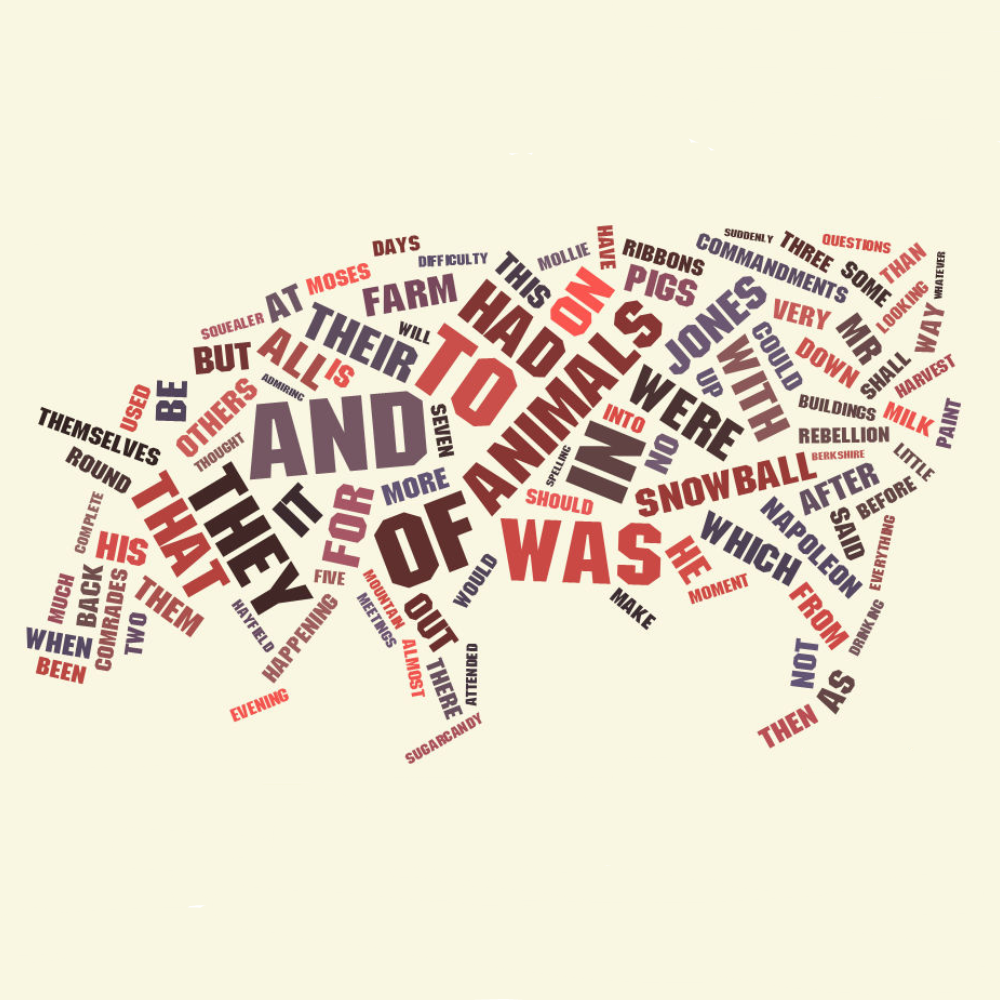 DAYS
DIFFICULTY
MOSES
SQUEALER
AT
FARM
THIS
MOLLIE
HAVE
RIBBONS
PIGS
SUDDENLY
COMMANDMENTS
THREE
QUESTIONS
SOME
THAN
WHATEVER
LOOKING
WAY
BUT
ALL
IS
THEIR
WILL
HAD
ON
TO
ANIMALS
JONES
VERY
MR
COULD
DOWN
SHALL
HARVEST
UP
WITH
BUILDINGS
MILK
PAINT
USED
BE
OTHERS
ADMIRING
THOUGHT
AND
SEVEN
WERE
INTO
NO
IN
SPELLING
SHOULD
REBELLION
BERKSHIRE
LITTLE
THEMSELVES
ROUND
THAT
THEY
IT
FOR
MORE
OF
WAS
SNOWBALL
AFTER
BEFORE
NAPOLEON
SAID
WHICH
EVERYTHING
COMPLETE
HIS
BACK
MUCH
COMRADES
THEM
TWO
WHEN
BEEN
HAYFIELD
FIVE
HAPPENING
EVENING
MOUNTAIN
MEETINGS
OUT
WOULD
HE
MOMENT
MAKE
FROM
DRINKING
ALMOST
THERE
ATTENDED
SUGARCANDY
NOT
AS
THEN